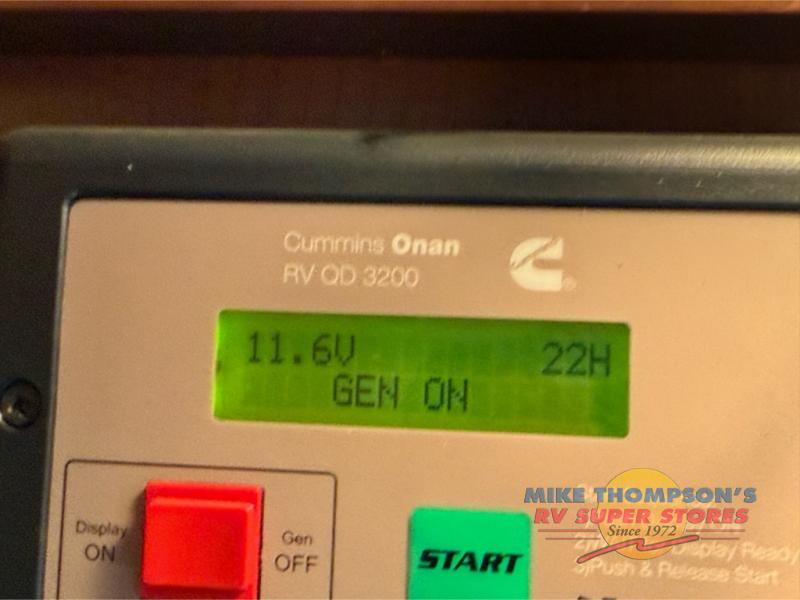 Cummins Onan
RV QD 3200
11.6V 22H
GEN ON
Display
ON
Gen
OFF
START
MIKE THOMPSON'S
RV SUPER STORES
Since 1972
Display Ready
3)Push & Release Start